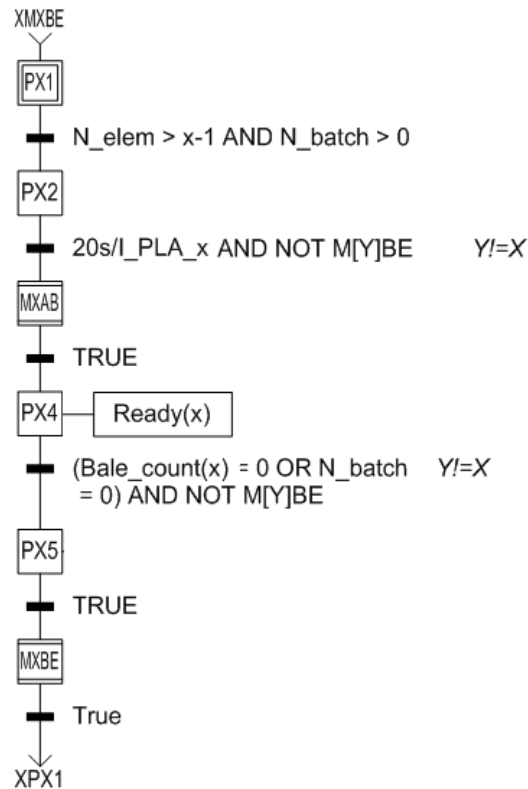 XMXBE
PX1
N_elem > x-1 AND N_batch > 0
PX2
20s/I_PLA_x AND NOT M[Y]BE Y!=X
MXAB
TRUE
PX4 Ready(x)
(Bale_count(x) = 0 OR N_batch Y!=X
= 0) AND NOT M[Y]BE
PX5
TRUE
MXBE
True
XPX1